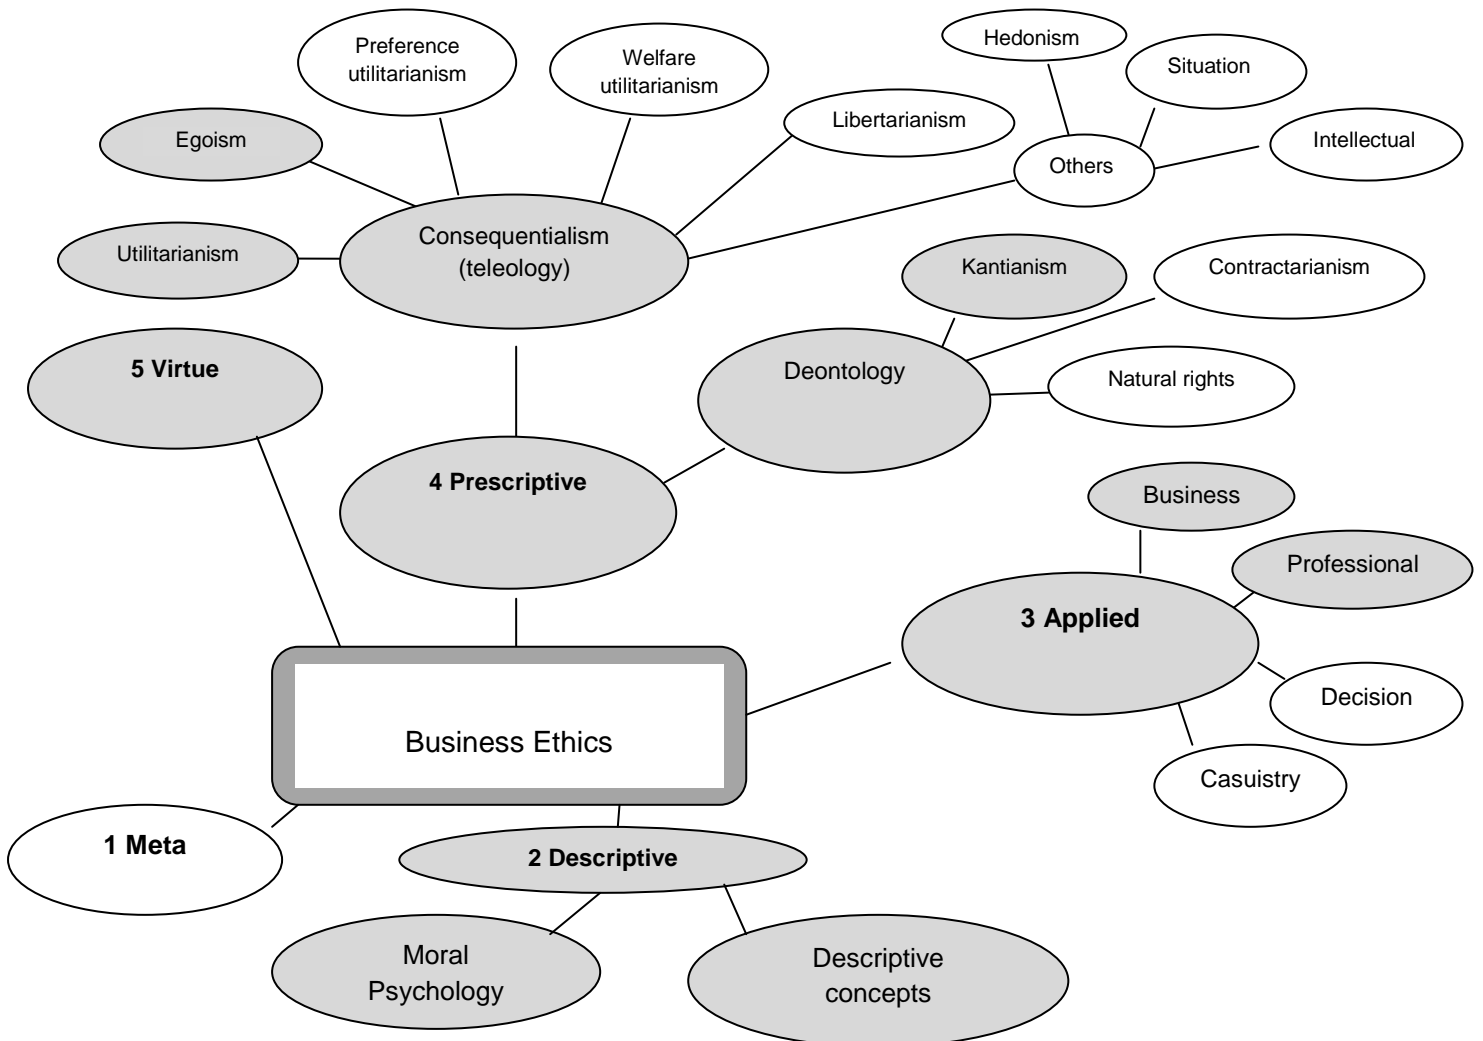 Hedonism
Preference
utilitarianism
Welfare
utilitarianism
Situation
Libertarianism
Egoism
Intellectual
Others
Consequentialism
(teleology)
Utilitarianism
Kantianism
Contractarianism
5 Virtue
Deontology
Natural rights
4 Prescriptive
Business
Professional
3 Applied
Decision
Business Ethics
Casuistry
1 Meta
2 Descriptive
Moral
Psychology
Descriptive
concepts